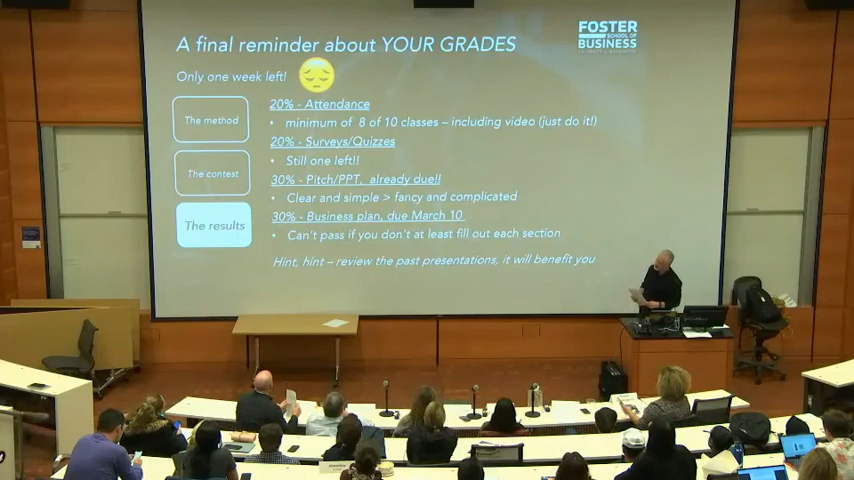 A final reminder about YOUR GRADES
FOSTER
SCHOOL OF
BUSINESS
Only one week left!
20% - Attendance
The method
• minimum of 8 of 10 classes – including video (just do it!)
20% - Surveys/Quizzes
• Still one left!!
The contest
30% - Pitch/PPT, already due!!
• Clear and simple > fancy and complicated
30% - Business plan, due March 10
The results
• Can't pass if you don't at least fill out each section
Hint, hint – review the past presentations, it will benefit you